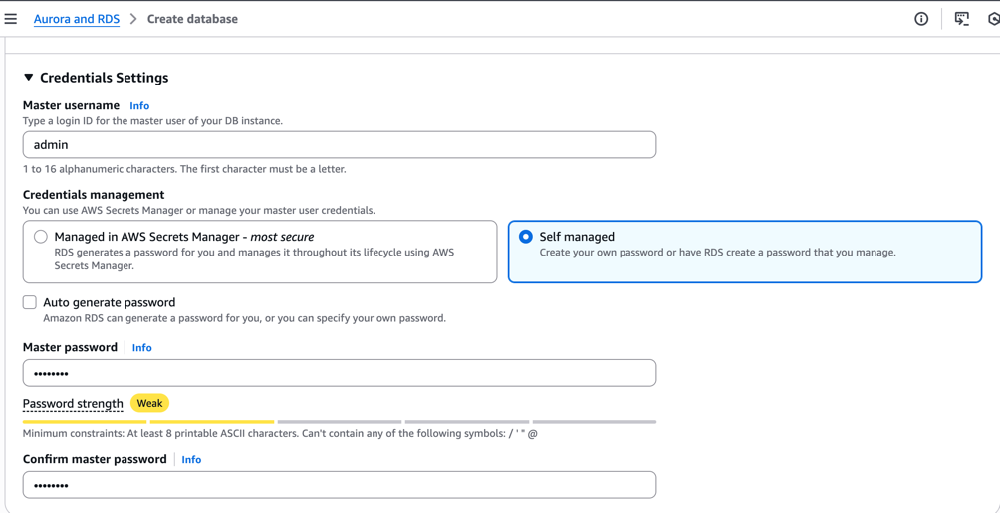 Aurora and RDS > Create database
Credentials Settings
Master username Info
Type a login ID for the master user of your DB instance.
admin
1 to 16 alphanumeric characters. The first character must be a letter.
Credentials management
You can use AWS Secrets Manager or manage your master user credentials.
Managed in AWS Secrets Manager - most secure
RDS generates a password for you and manages it throughout its lifecycle using AWS
Secrets Manager.
Self managed
Create your own password or have RDS create a password that you manage.
Auto generate password
Amazon RDS can generate a password for you, or you can specify your own password.
Master password Info
••••••••
Password strength Weak
Minimum constraints: At least 8 printable ASCII characters. Can't contain any of the following symbols: / ' " @
Confirm master password Info
••••••••